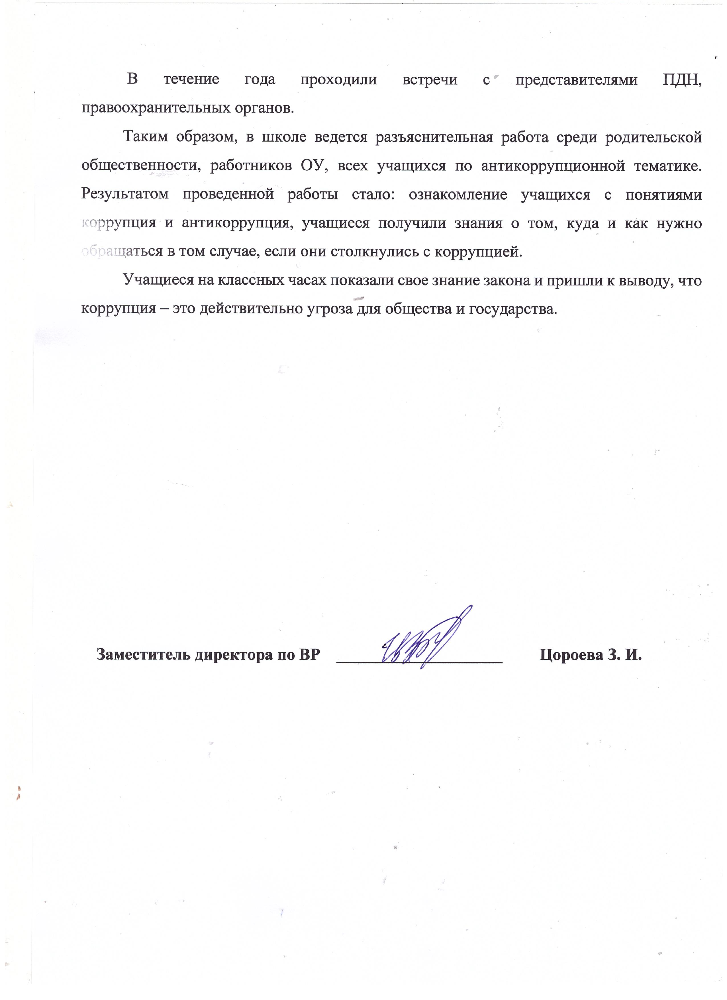 В течение года проходили встречи с представителями ПДН,
правоохранительных органов.
Таким образом, в школе ведется разъяснительная работа среди родительской
общественности, работников ОУ, всех учащихся по антикоррупционной тематике.
Результатом проведенной работы стало: ознакомление учащихся с понятиями
коррупция и антикоррупция, учащиеся получили знания о том, куда и как нужно
обращаться в том случае, если они столкнулись с коррупцией.
Учащиеся на классных часах показали свое знание закона и пришли к выводу, что
коррупция – это действительно угроза для общества и государства.
Заместитель директора по ВР Цороева З. И.